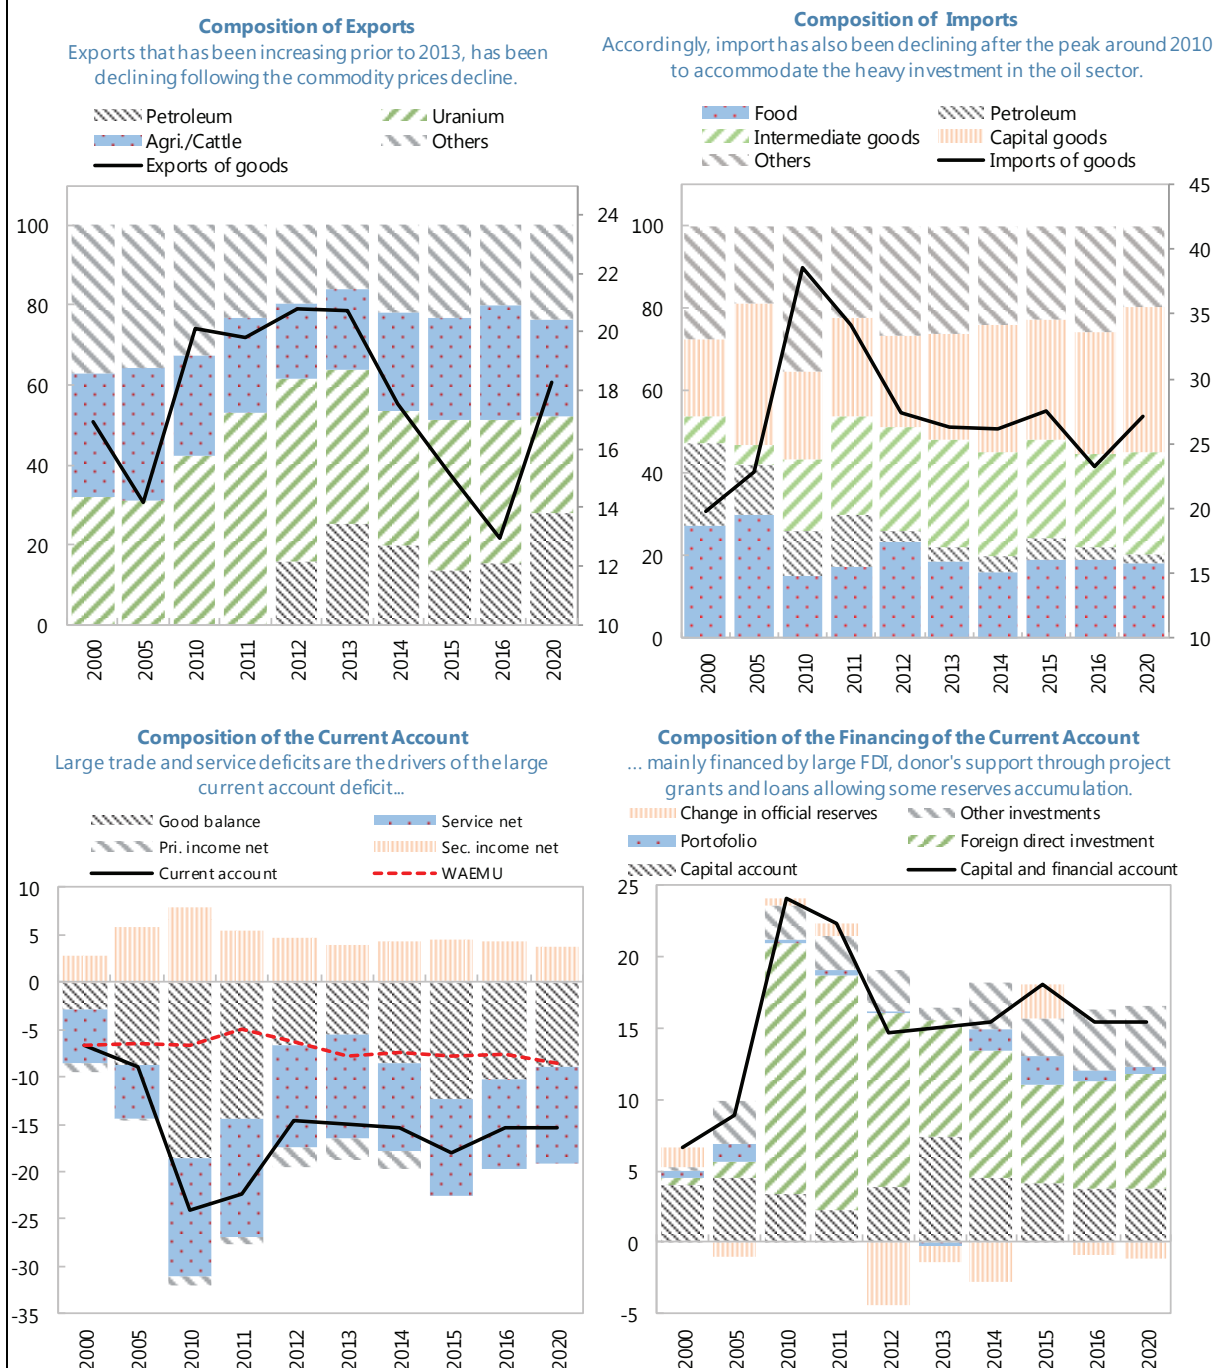 Composition of Exports
Exports that has been increasing prior to 2013, has been
declining following the commodity prices decline.
Petroleum
Uranium
Agri./Cattle
Others
Exports of goods
100
80
60
40
20
0
24
22
20
18
16
14
12
10
2000
2005
2010
2011
2012
2013
2014
2015
2016
2020
Composition of Imports
Accordingly, import has also been declining after the peak around 2010
to accommodate the heavy investment in the oil sector.
Food
Petroleum
Intermediate goods
Capital goods
Others
Imports of goods
100
80
60
40
20
0
45
40
35
30
25
20
15
10
2000
2005
2010
2011
2012
2013
2014
2015
2016
2020
Composition of the Current Account
Large trade and service deficits are the drivers of the large
current account deficit...
Good balance
Service net
Pri. income net
Sec. income net
Current account
WAEMU
10
5
0
-5
-10
-15
-20
-25
-30
-35
2000
2005
2010
2011
2012
2013
2014
2015
2016
2020
Composition of the Financing of the Current Account
... mainly financed by large FDI, donor's support through project
grants and loans allowing some reserves accumulation.
Change in official reserves
Other investments
Portofolio
Foreign direct investment
Capital account
Capital and financial account
25
20
15
10
5
0
-5
2000
2005
2010
2011
2012
2013
2014
2015
2016
2020